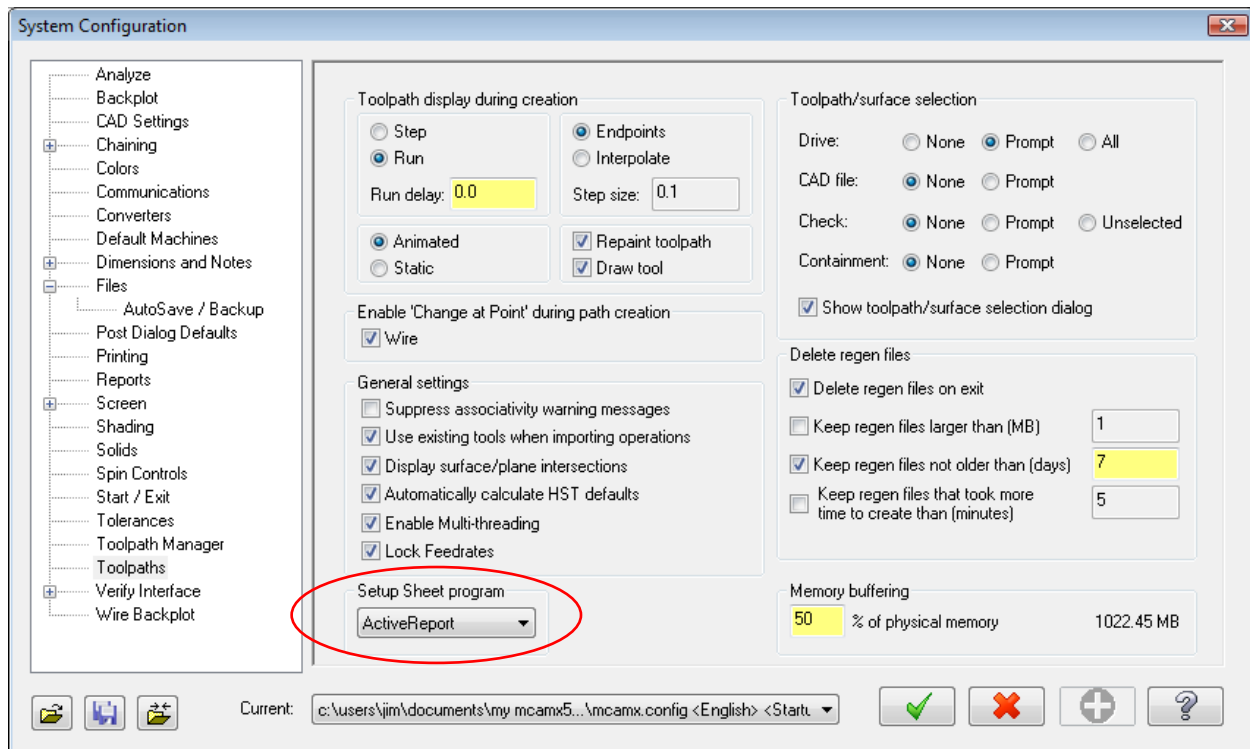 System Configuration
Analyze
Backplot
CAD Settings
Chaining
Colors
Communications
Converters
Default Machines
Dimensions and Notes
Files
AutoSave / Backup
Post Dialog Defaults
Printing
Reports
Screen
Shading
Solids
Spin Controls
Start / Exit
Tolerances
Toolpath Manager
Toolpaths
Verify Interface
Wire Backplot
Toolpath display during creation
Step
Run
Run delay: 0.0
Endpoints
Interpolate
Step size: 0.1
Animated
Static
Repaint toolpath
Draw tool
Enable 'Change at Point' during path creation
Wire
General settings
Suppress associativity warning messages
Use existing tools when importing operations
Display surface/plane intersections
Automatically calculate HST defaults
Enable Multi-threading
Lock Feedrates
Setup Sheet program
ActiveReport
Toolpath/surface selection
Drive: None Prompt All
CAD file: None Prompt
Check: None Prompt Unselected
Containment: None Prompt
Show toolpath/surface selection dialog
Delete regen files
Delete regen files on exit
Keep regen files larger than (MB) 1
Keep regen files not older than (days) 7
Keep regen files that took more
time to create than (minutes) 5
Memory buffering
50 % of physical memory 1022.45 MB
Current: c:\users\jim\documents\my mcamx5...\mcamx.config <English> <Startu